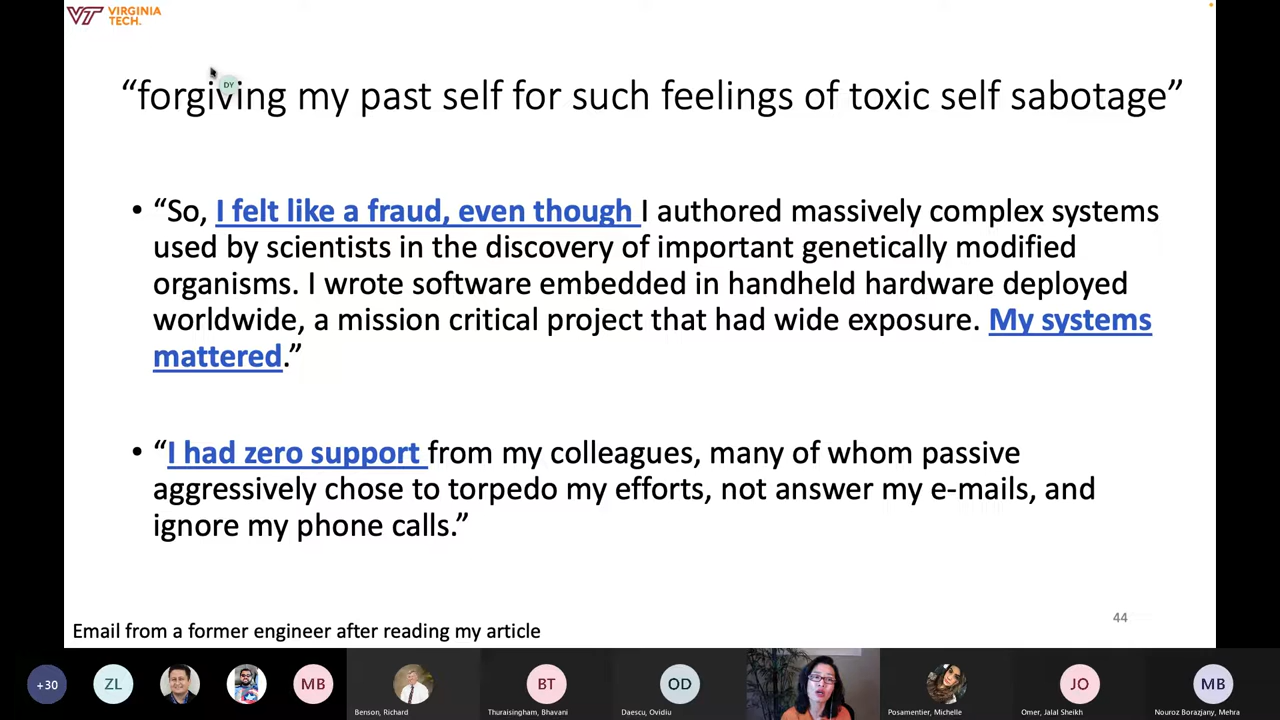 VT VIRGINIA
TECH.
DY
“forgiving my past self for such feelings of toxic self sabotage”
• “So, I felt like a fraud, even though I authored massively complex systems
used by scientists in the discovery of important genetically modified
organisms. I wrote software embedded in handheld hardware deployed
worldwide, a mission critical project that had wide exposure. My systems
mattered.”
• “I had zero support from my colleagues, many of whom passive
aggressively chose to torpedo my efforts, not answer my e-mails, and
ignore my phone calls.”
44
Email from a former engineer after reading my article
+30
ZL
MB
BT
OD
JO
MB
Benson, Richard
Thuraisingham, Bhavani
Daescu, Ovidiu
Posamentier, Michelle
Omer, Jalal Sheikh
Nouroz Borazjany, Mehra